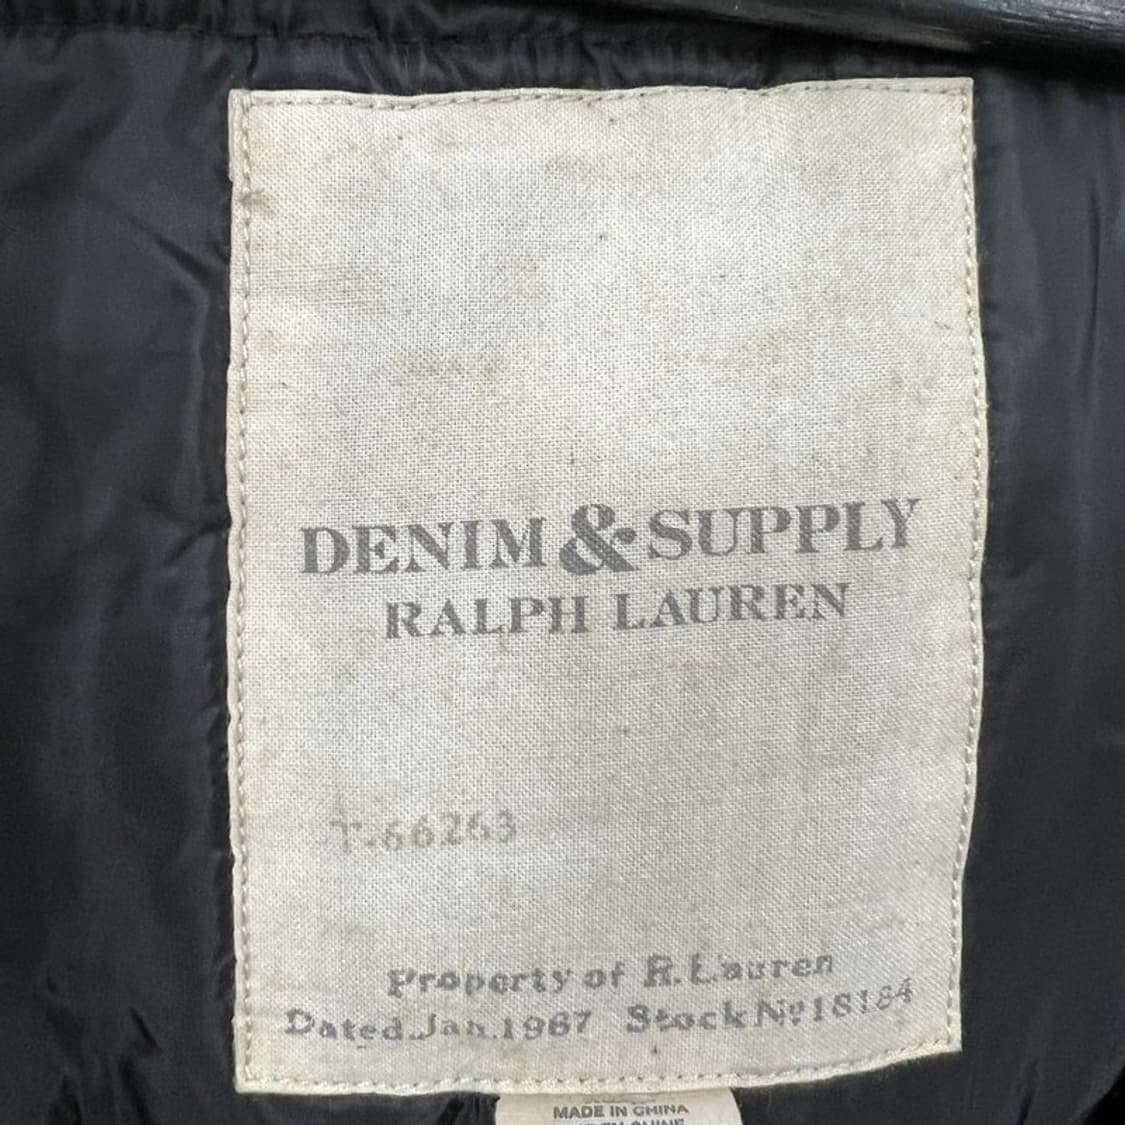 DENIM & SUPPLY
RALPH LAUREN
T-66263
Property of R. Lauren
Dated Jan. 1967 Stock Nº 18184
MADE IN CHINA